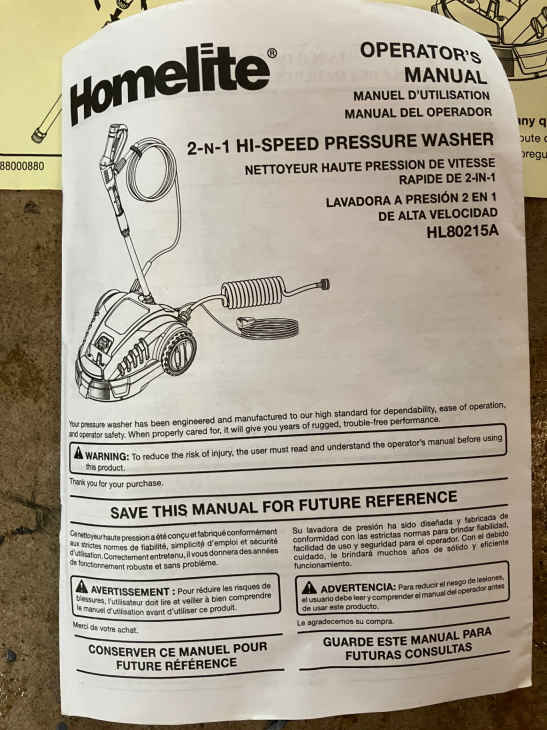 Homelite®
OPERATOR'S
MANUAL
MANUEL D'UTILISATION
MANUAL DEL OPERADOR
2-N-1 HI-SPEED PRESSURE WASHER
NETTOYEUR HAUTE PRESSION DE VITESSE
RAPIDE DE 2-IN-1
LAVADORA A PRESIÓN 2 EN 1
DE ALTA VELOCIDAD
HL80215A
88000880
any q
Your pressure washer has been engineered and manufactured to our high standard for dependability, ease of operation,
and operator safety. When properly cared for, it will give you years of rugged, trouble-free performance.
WARNING: To reduce the risk of injury, the user must read and understand the operator's manual before using
this product.
Thank you for your purchase.
SAVE THIS MANUAL FOR FUTURE REFERENCE
Ce nettoyeur haute pression a été conçu et fabriqué conformément
aux strictes normes de fiabilité, simplicité d'emploi et sécurité
d'utilisation. Correctement entretenu, il vous donnera des années
de fonctionnement robuste et sans problème.
AVERTISSEMENT : Pour réduire les risques de
blessures, l'utilisateur doit lire et veiller à bien comprendre
le manuel d'utilisation avant d'utiliser ce produit.
Merci de votre achat.
CONSERVER CE MANUEL POUR
FUTURE RÉFÉRENCE
Su lavadora de presión ha sido diseñada y fabricada de
conformidad con las estrictas normas para brindar fiabilidad,
facilidad de uso y seguridad para el operador. Con el debido
cuidado, le brindará muchos años de sólido y eficiente
funcionamiento.
ADVERTENCIA: Para reducir el riesgo de lesiones,
el usuario debe leer y comprender el manual del operador antes
de usar este producto.
Le agradecemos su compra.
GUARDE ESTE MANUAL PARA
FUTURAS CONSULTAS